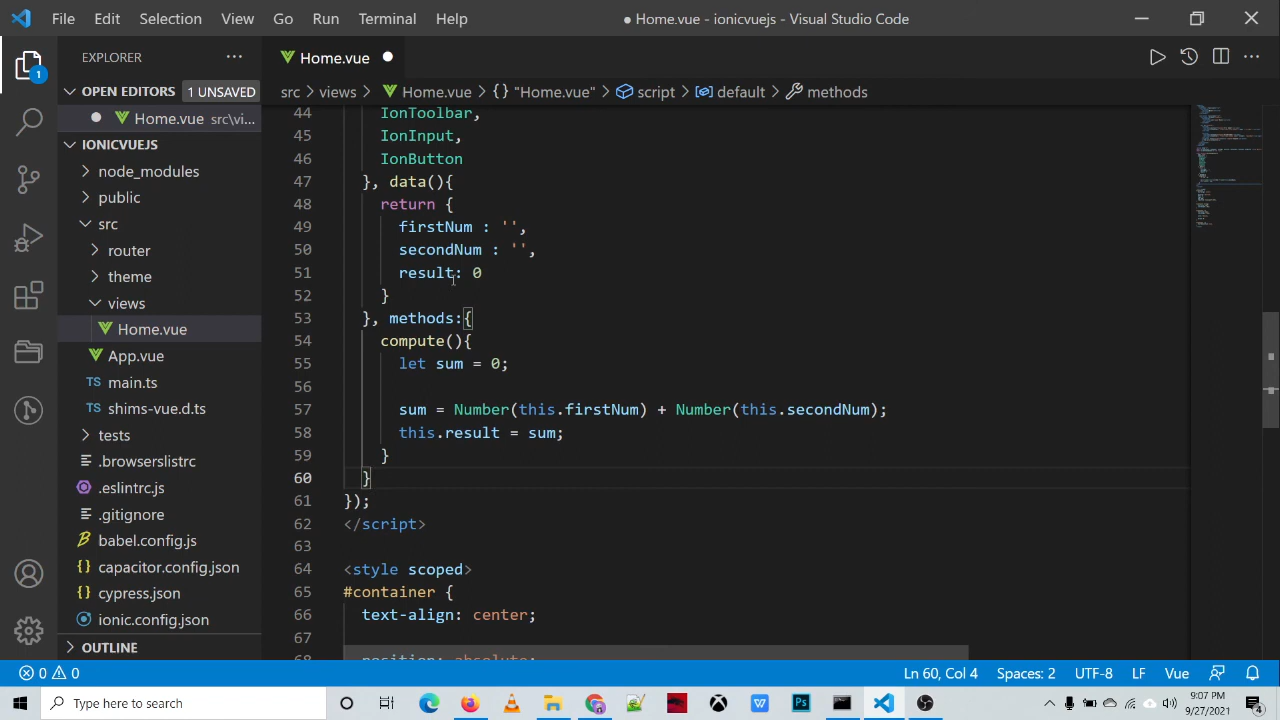 File Edit Selection View Go Run Terminal Help
● Home.vue - ionicvuejs - Visual Studio Code
EXPLORER
OPEN EDITORS
1 UNSAVED
Home.vue src\vi...
IONICVUEJS
node_modules
public
src
router
theme
views
Home.vue
App.vue
TS main.ts
TS shims-vue.d.ts
tests
.browserslistrc
.eslintrc.js
.gitignore
babel.config.js
{} capacitor.config.json
{} cypress.json
ionic.config.json
OUTLINE
1
Home.vue
src > views > Home.vue > {} "Home.vue" > script > default > methods
44 IonToolbar,
45 IonInput,
46 IonButton
47 }, data(){
48 return {
49 firstNum : '',
50 secondNum : '',
51 result: 0
52 }
53 }, methods:{
54 compute(){
55 let sum = 0;
56
57 sum = Number(this.firstNum) + Number(this.secondNum);
58 this.result = sum;
59 }
60 }
61 });
62 </script>
63
64 <style scoped>
65 #container {
66 text-align: center;
67
68 position: absolute;
0 0
Ln 60, Col 4 Spaces: 2 UTF-8 LF Vue
Type here to search
9:07 PM
9/27/2021
4